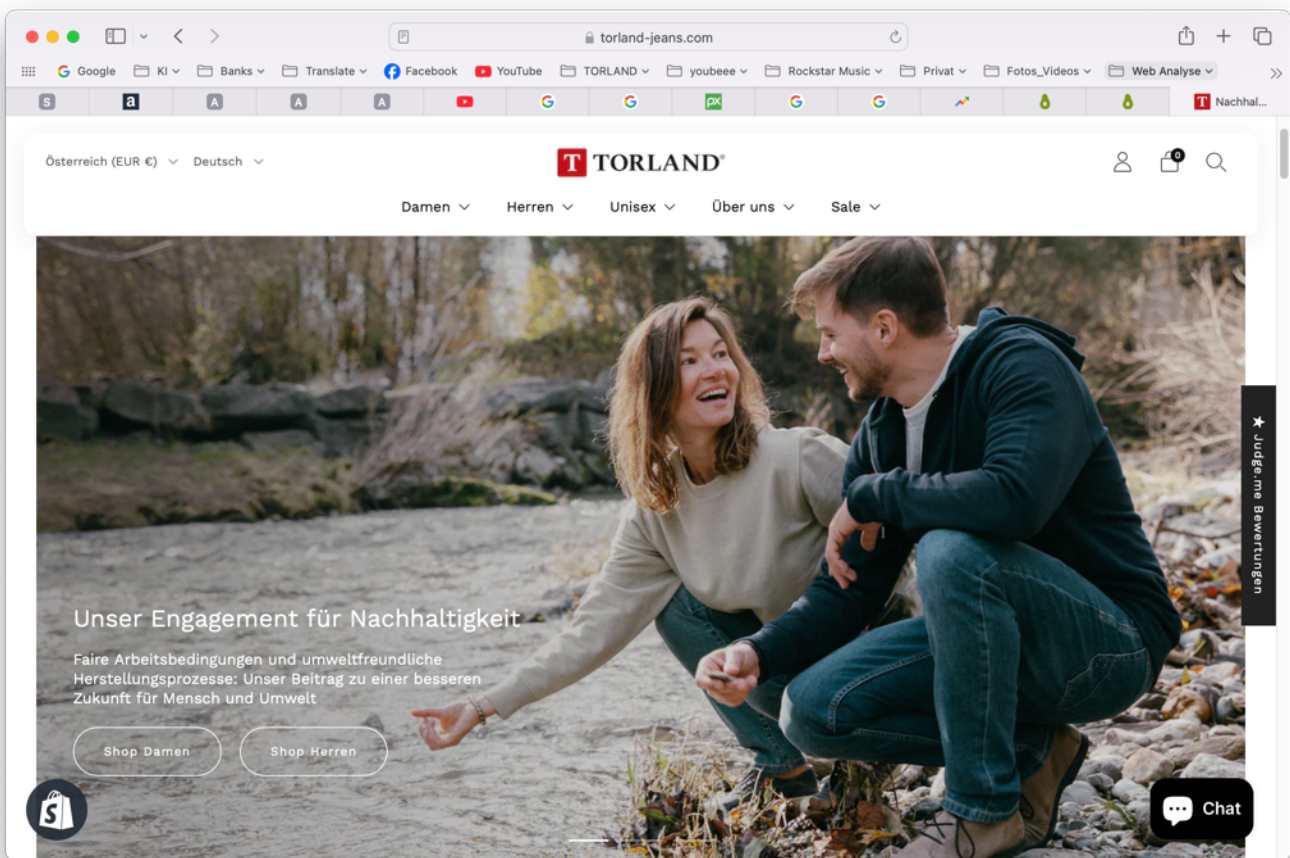 torland-jeans.com
Google KI Banks Translate Facebook YouTube TORLAND youbeee Rockstar Music Privat Fotos_Videos Web Analyse
S a A A A G G px G G T Nachhal...
Österreich (EUR €) Deutsch
T TORLAND®
0
Damen Herren Unisex Über uns Sale
★ Judge.me Bewertungen
Unser Engagement für Nachhaltigkeit
Faire Arbeitsbedingungen und umweltfreundliche
Herstellungsprozesse: Unser Beitrag zu einer besseren
Zukunft für Mensch und Umwelt
Shop Damen Shop Herren
S
Chat